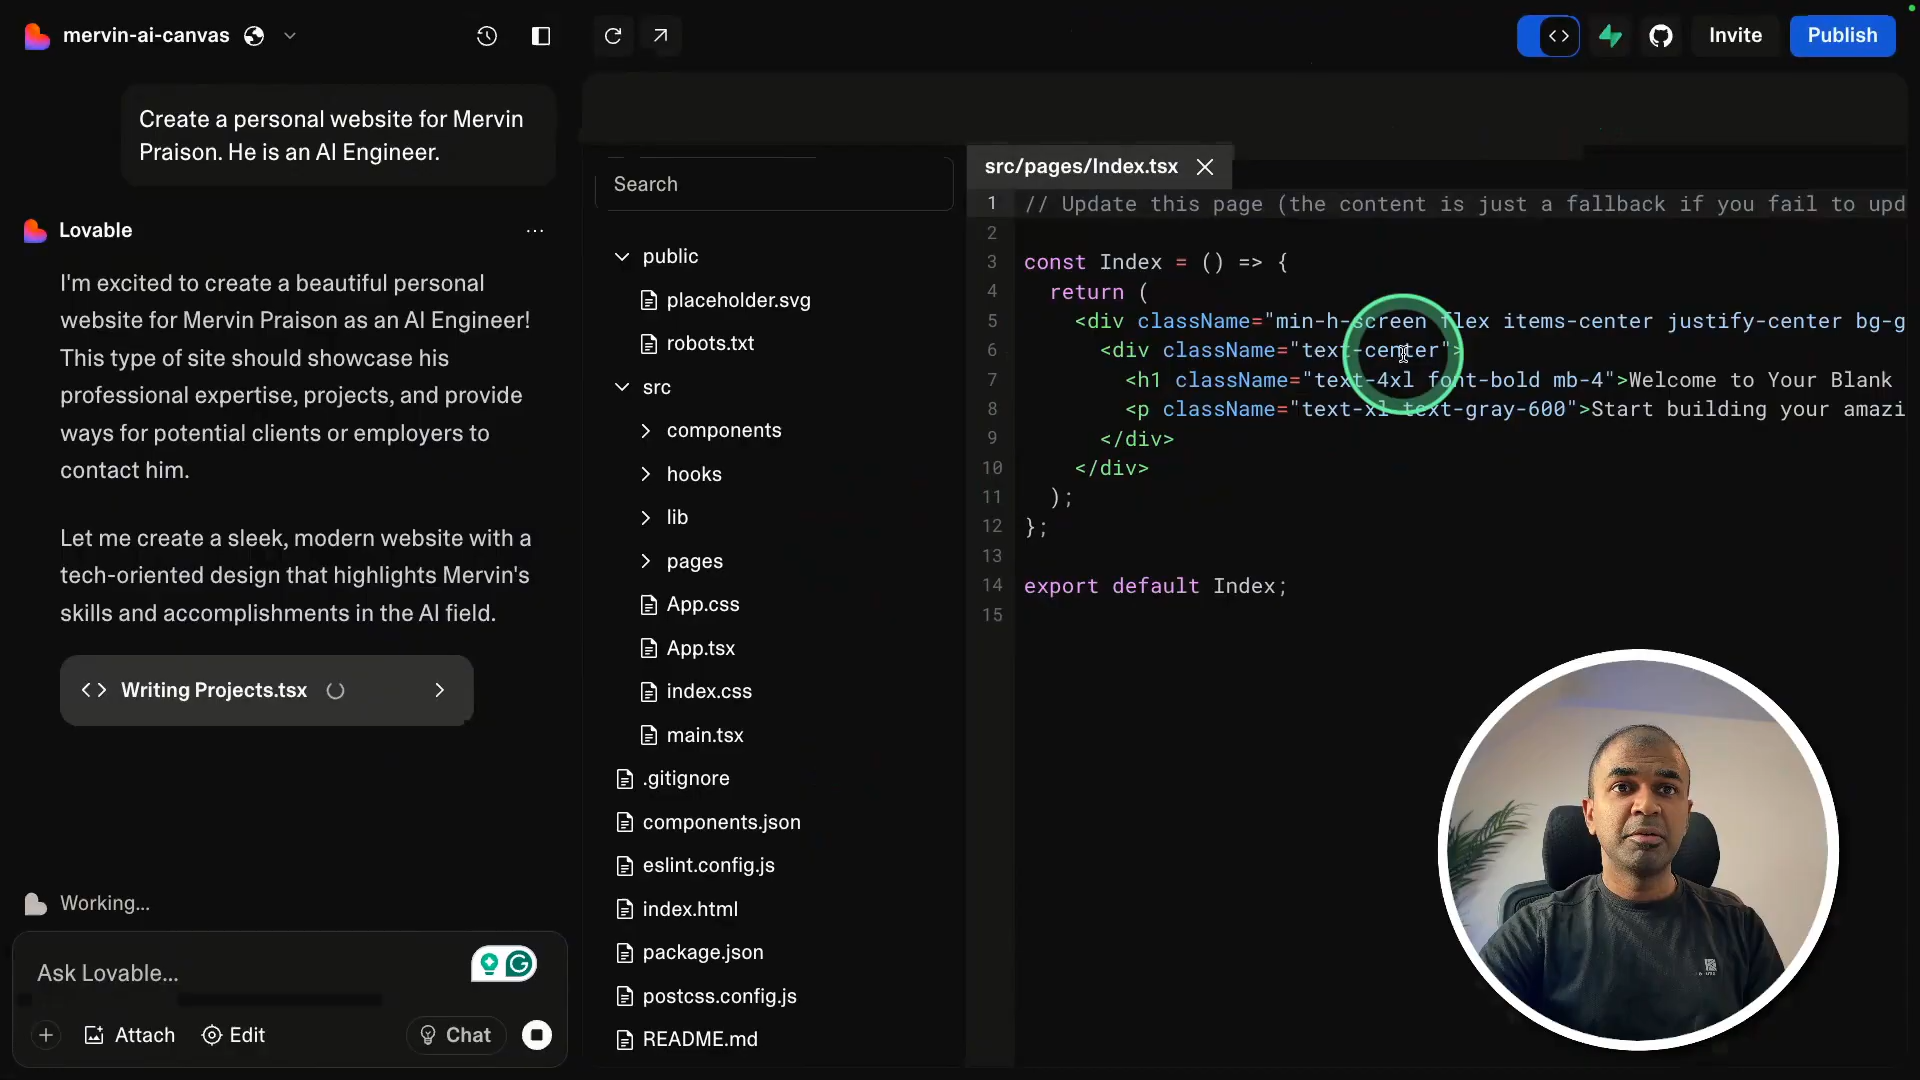 mervin-ai-canvas
Invite
Publish
Create a personal website for Mervin
Praison. He is an AI Engineer.
Lovable
I'm excited to create a beautiful personal
website for Mervin Praison as an AI Engineer!
This type of site should showcase his
professional expertise, projects, and provide
ways for potential clients or employers to
contact him.
Let me create a sleek, modern website with a
tech-oriented design that highlights Mervin's
skills and accomplishments in the AI field.
<> Writing Projects.tsx
Working...
Ask Lovable...
Attach
Edit
Chat
Search
public
placeholder.svg
robots.txt
src
components
hooks
lib
pages
App.css
App.tsx
index.css
main.tsx
.gitignore
components.json
eslint.config.js
index.html
package.json
postcss.config.js
README.md
src/pages/Index.tsx
1 // Update this page (the content is just a fallback if you fail to upd
2
3 const Index = () => {
4 return (
5 <div className="min-h-screen flex items-center justify-center bg-g
6 <div className="text-center">
7 <h1 className="text-4xl font-bold mb-4">Welcome to Your Blank
8 <p className="text-xl text-gray-600">Start building your amazi
9 </div>
10 </div>
11 );
12 };
13
14 export default Index;
15